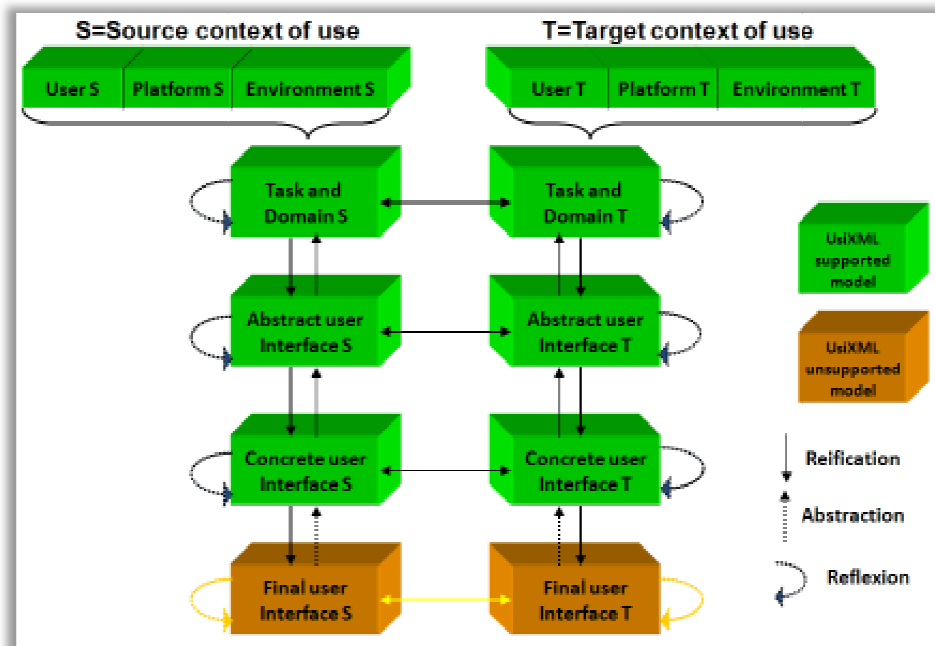 S=Source context of use
T=Target context of use
User S
Platform S
Environment S
User T
Platform T
Environment T
Task and
Domain S
Task and
Domain T
UsiXML
supported
model
Abstract user
Interface S
Abstract user
Interface T
UsiXML
unsupported
model
Concrete user
Interface S
Concrete user
Interface T
Reification
Abstraction
Final user
Interface S
Final user
Interface T
Reflexion